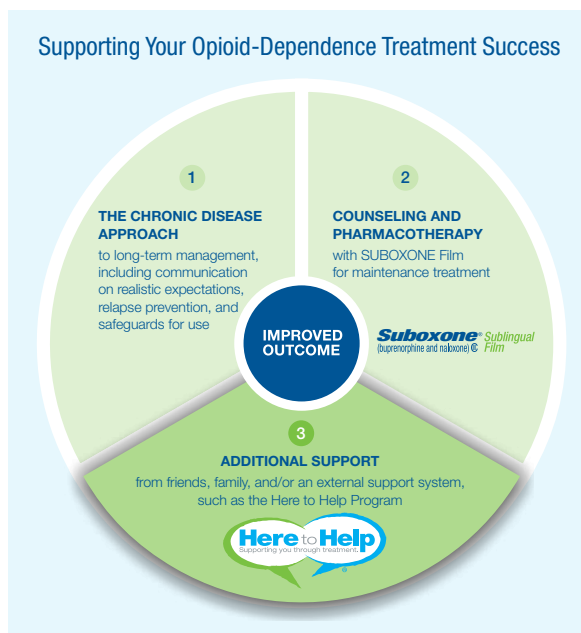 Supporting Your Opioid-Dependence Treatment Success
1
THE CHRONIC DISEASE
APPROACH
to long-term management,
including communication
on realistic expectations,
relapse prevention, and
safeguards for use
2
COUNSELING AND
PHARMACOTHERAPY
with SUBOXONE Film
for maintenance treatment
IMPROVED
OUTCOME
Suboxone® Sublingual
(buprenorphine and naloxone) CIII Film
3
ADDITIONAL SUPPORT
from friends, family, and/or an external support system,
such as the Here to Help Program
Here to Help
Supporting you through treatment.
®